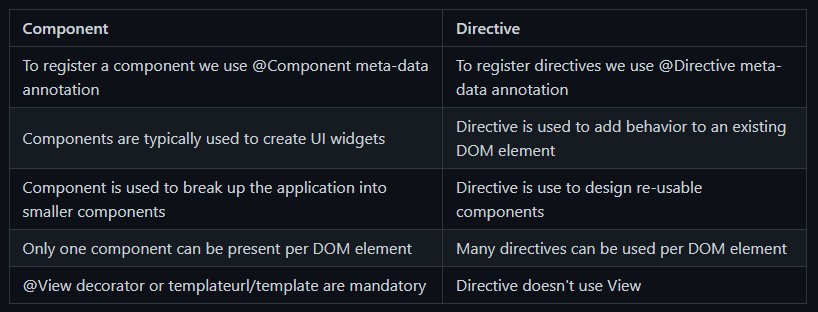 Component
Directive
To register a component we use @Component meta-data
annotation
To register directives we use @Directive meta-
data annotation
Components are typically used to create UI widgets
Directive is used to add behavior to an existing
DOM element
Component is used to break up the application into
smaller components
Directive is use to design re-usable
components
Only one component can be present per DOM element
Many directives can be used per DOM element
@View decorator or templateurl/template are mandatory
Directive doesn't use View